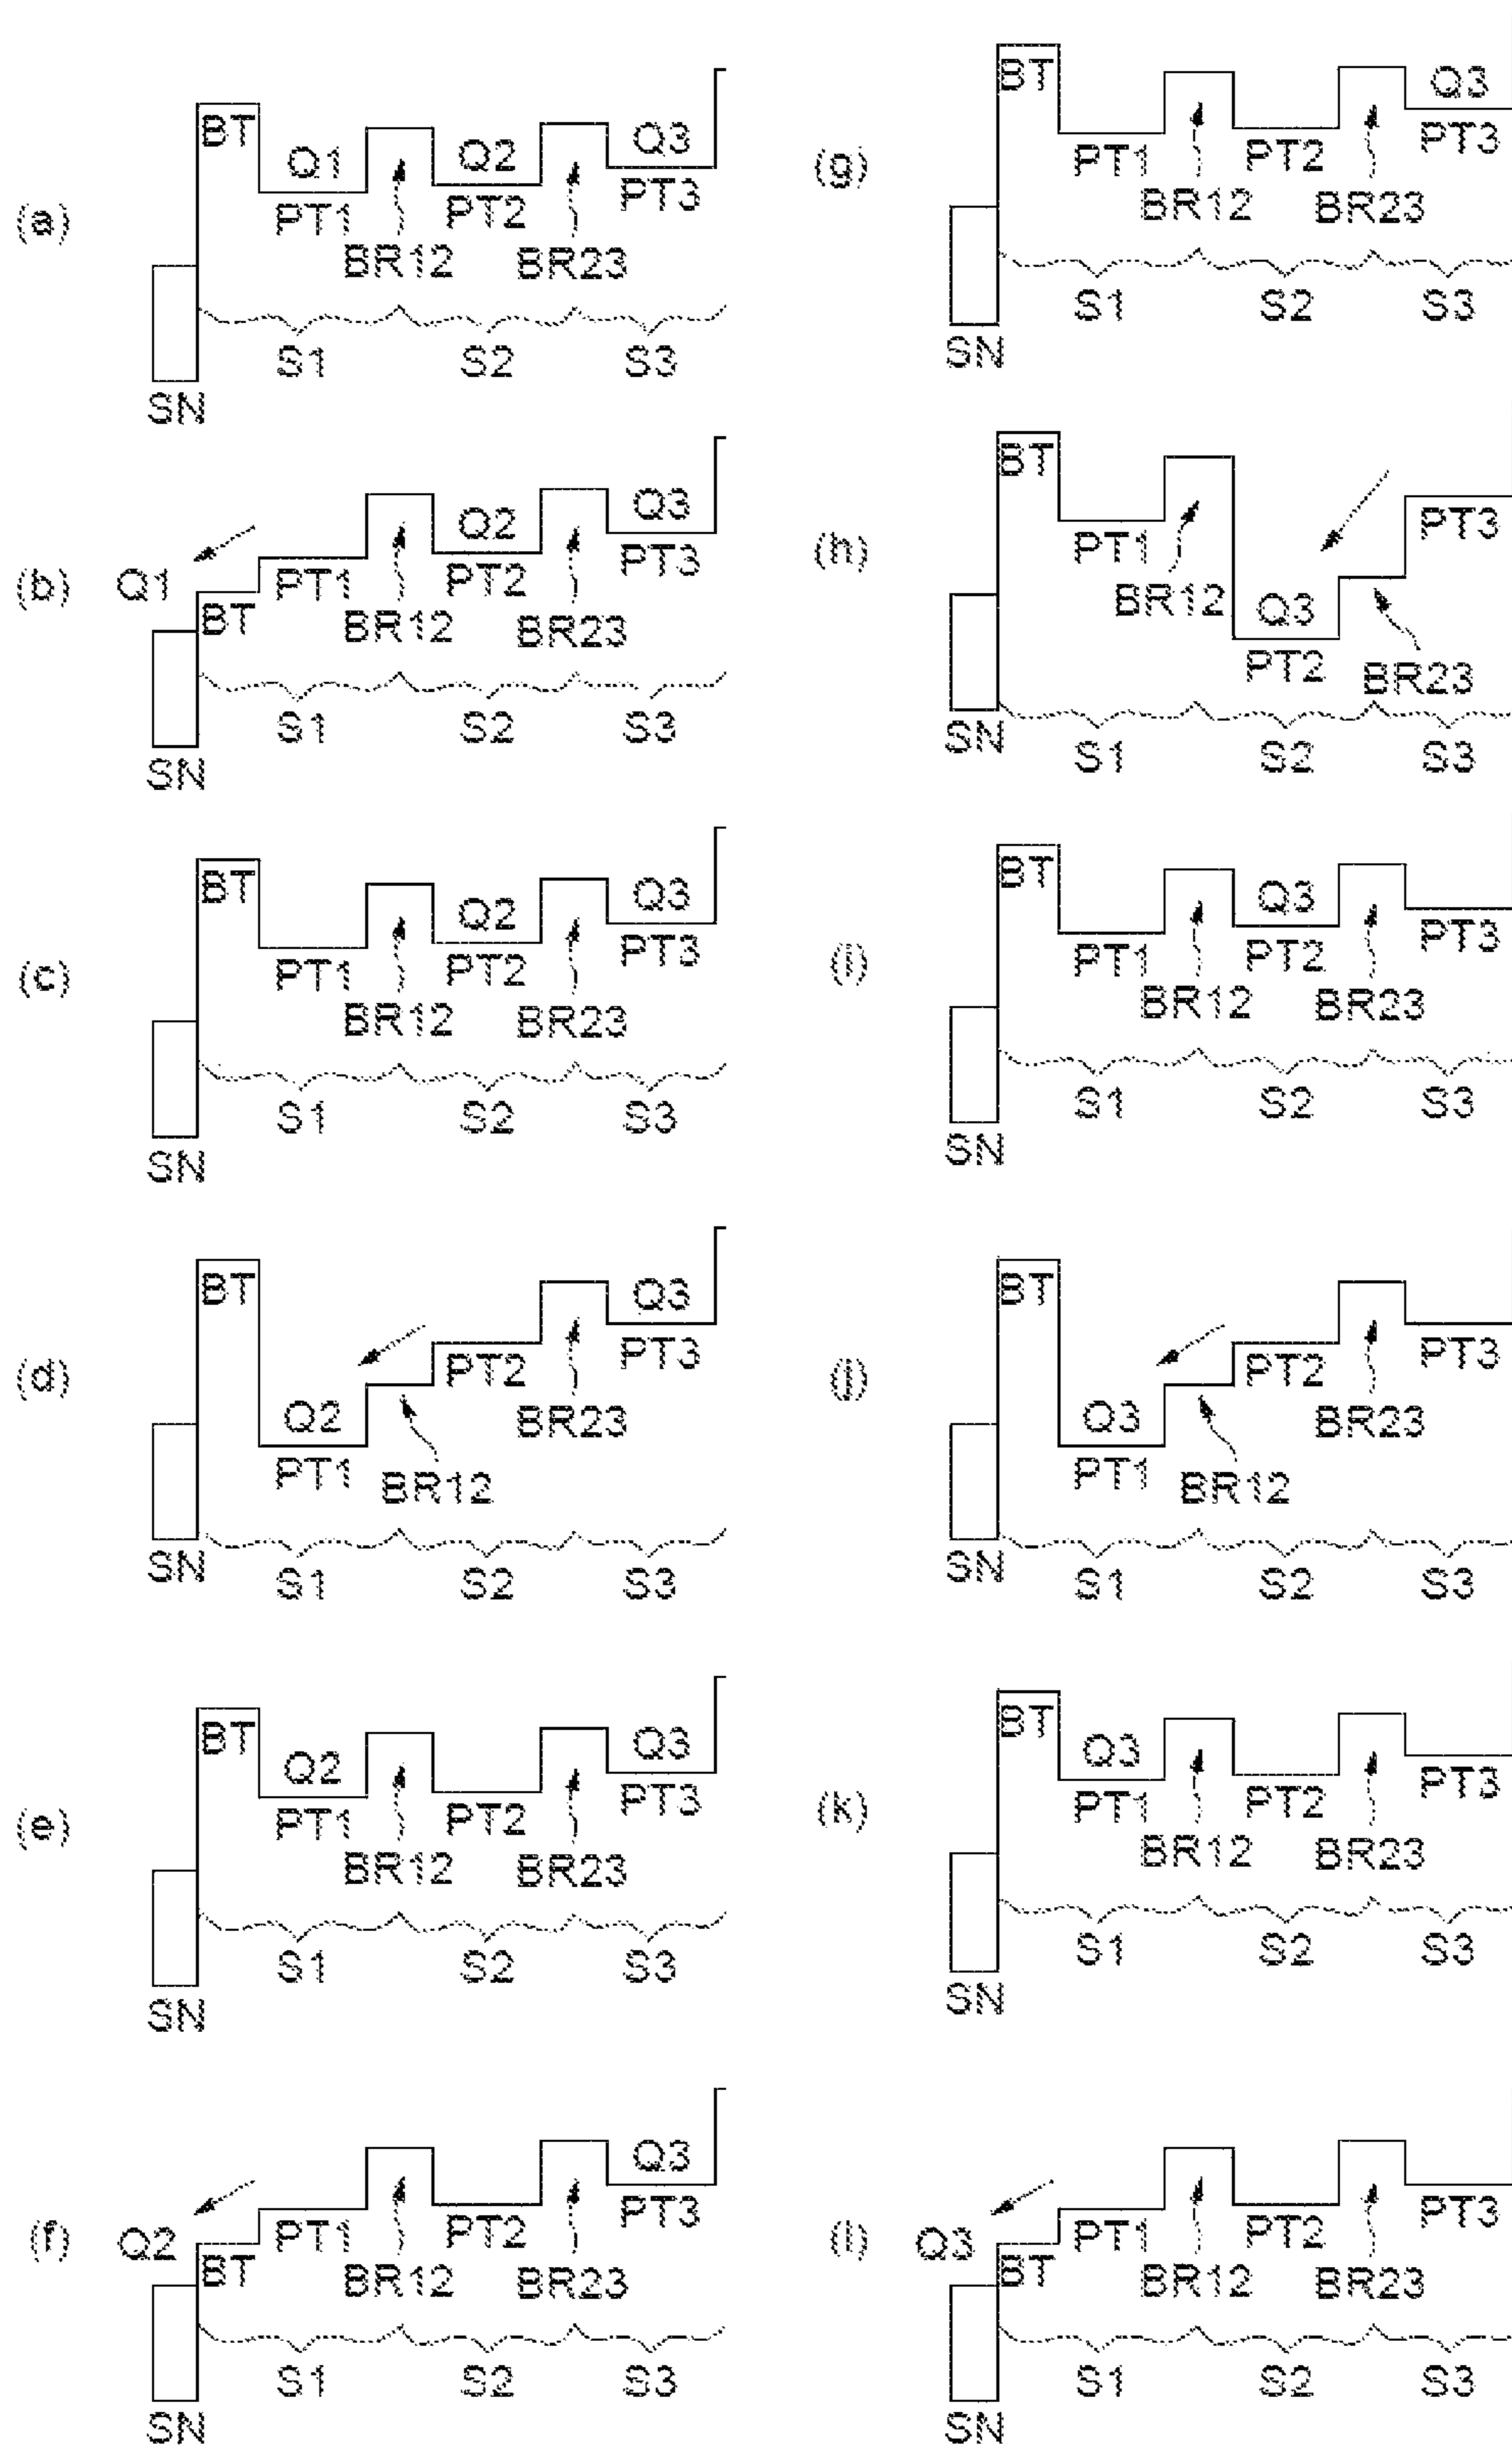 (a)
BT Q1 Q2 Q3
PT1 PT2 PT3
BR12 BR23
S1 S2 S3
SN
(b)
Q2 Q3
Q1 BT PT1 PT2 PT3
BR12 BR23
S1 S2 S3
SN
(c)
BT Q2 Q3
PT1 PT2 PT3
BR12 BR23
S1 S2 S3
SN
(d)
BT Q3
PT2 PT3
Q2 BR23
PT1 BR12
S1 S2 S3
SN
(e)
BT Q2 Q3
PT1 PT2 PT3
BR12 BR23
S1 S2 S3
SN
(f)
Q3
Q2 BT PT1 PT2 PT3
BR12 BR23
S1 S2 S3
SN
(g)
BT Q3
PT1 PT2 PT3
BR12 BR23
S1 S2 S3
SN
(h)
BT PT3
PT1
BR12 Q3
PT2 BR23
S1 S2 S3
SN
(i)
BT Q3
PT1 PT2 PT3
BR12 BR23
S1 S2 S3
SN
(j)
BT
PT2 PT3
Q3 BR23
PT1 BR12
S1 S2 S3
SN
(k)
BT Q3
PT1 PT2 PT3
BR12 BR23
S1 S2 S3
SN
(l)
Q3 BT PT1 PT2 PT3
BR12 BR23
S1 S2 S3
SN